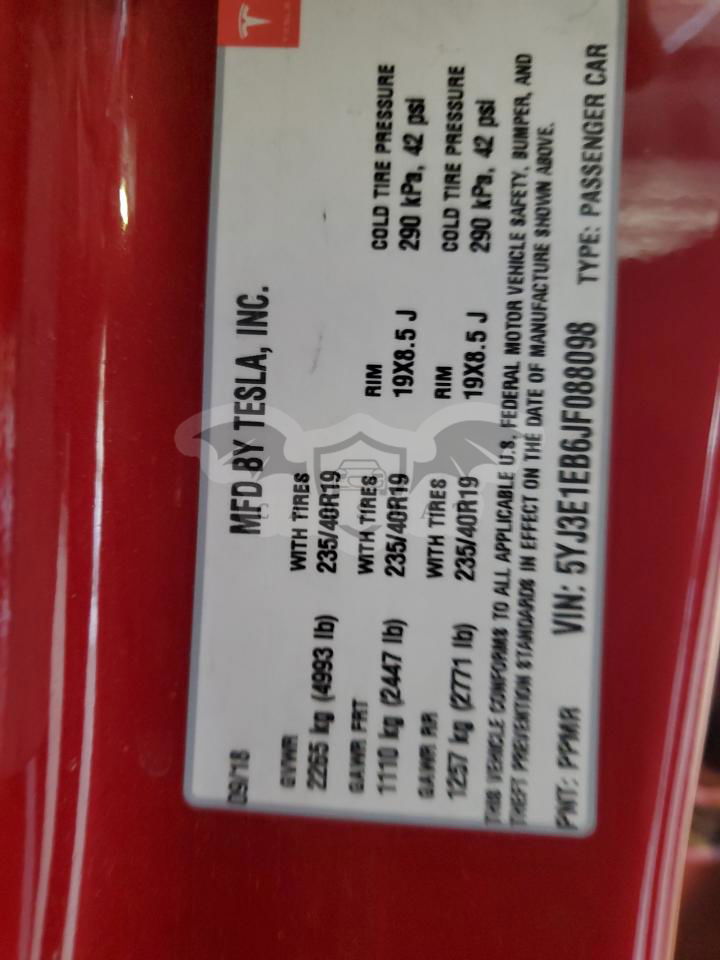 TESLA
09/18 MFD BY TESLA, INC.
GVWR WITH TIRES
2265 kg (4993 lb) 235/40R19
GAWR FRT WITH TIRES RIM COLD TIRE PRESSURE
1110 kg (2447 lb) 235/40R19 19X8.5 J 290 kPa, 42 psi
GAWR RR WITH TIRES RIM COLD TIRE PRESSURE
1257 kg (2771 lb) 235/40R19 19X8.5 J 290 kPa, 42 psi
THIS VEHICLE CONFORMS TO ALL APPLICABLE U.S. FEDERAL MOTOR VEHICLE SAFETY, BUMPER, AND
THEFT PREVENTION STANDARDS IN EFFECT ON THE DATE OF MANUFACTURE SHOWN ABOVE.
PNT: PPMR VIN: 5YJ3E1EB6JF088098 TYPE: PASSENGER CAR